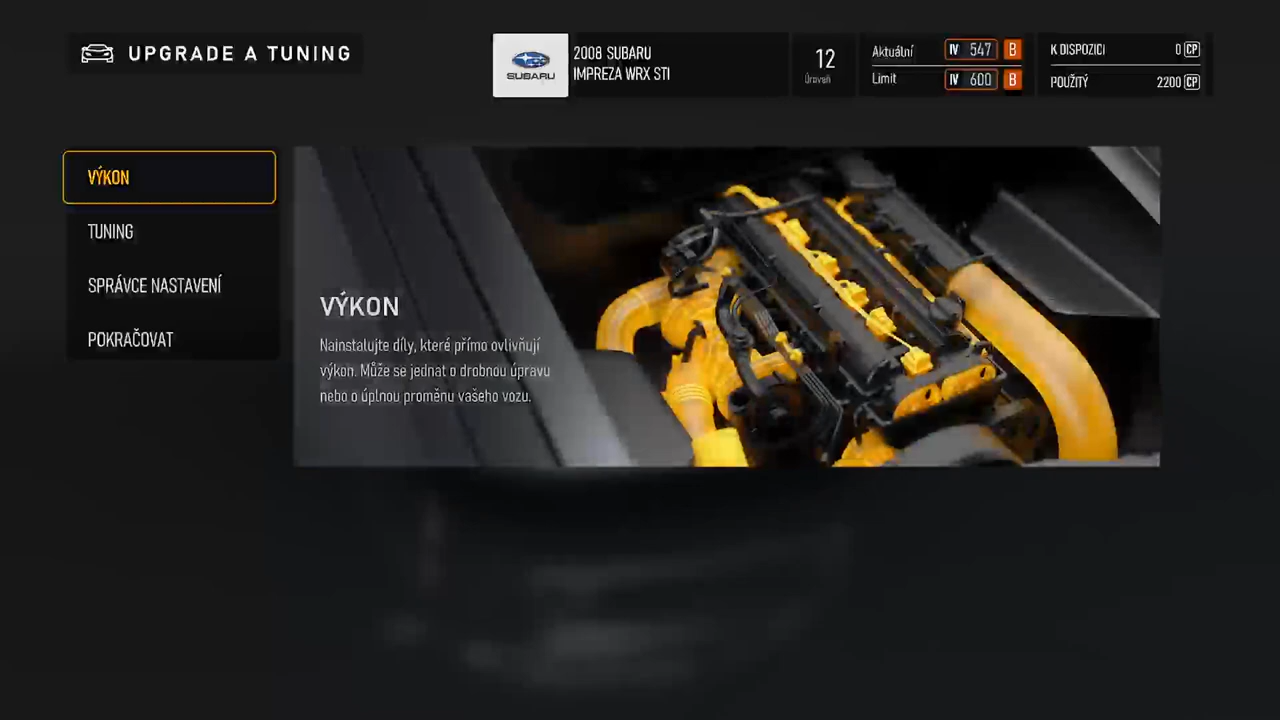 UPGRADE A TUNING
SUBARU
2008 SUBARU
IMPREZA WRX STI
12
Úroveň
Aktuální IV 547 B
Limit IV 600 B
K DISPOZICI 0 CP
POUŽITÝ 2200 CP
VÝKON
TUNING
SPRÁVCE NASTAVENÍ
POKRAČOVAT
VÝKON
Nainstalujte díly, které přímo ovlivňují
výkon. Může se jednat o drobnou úpravu
nebo o úplnou proměnu vašeho vozu.